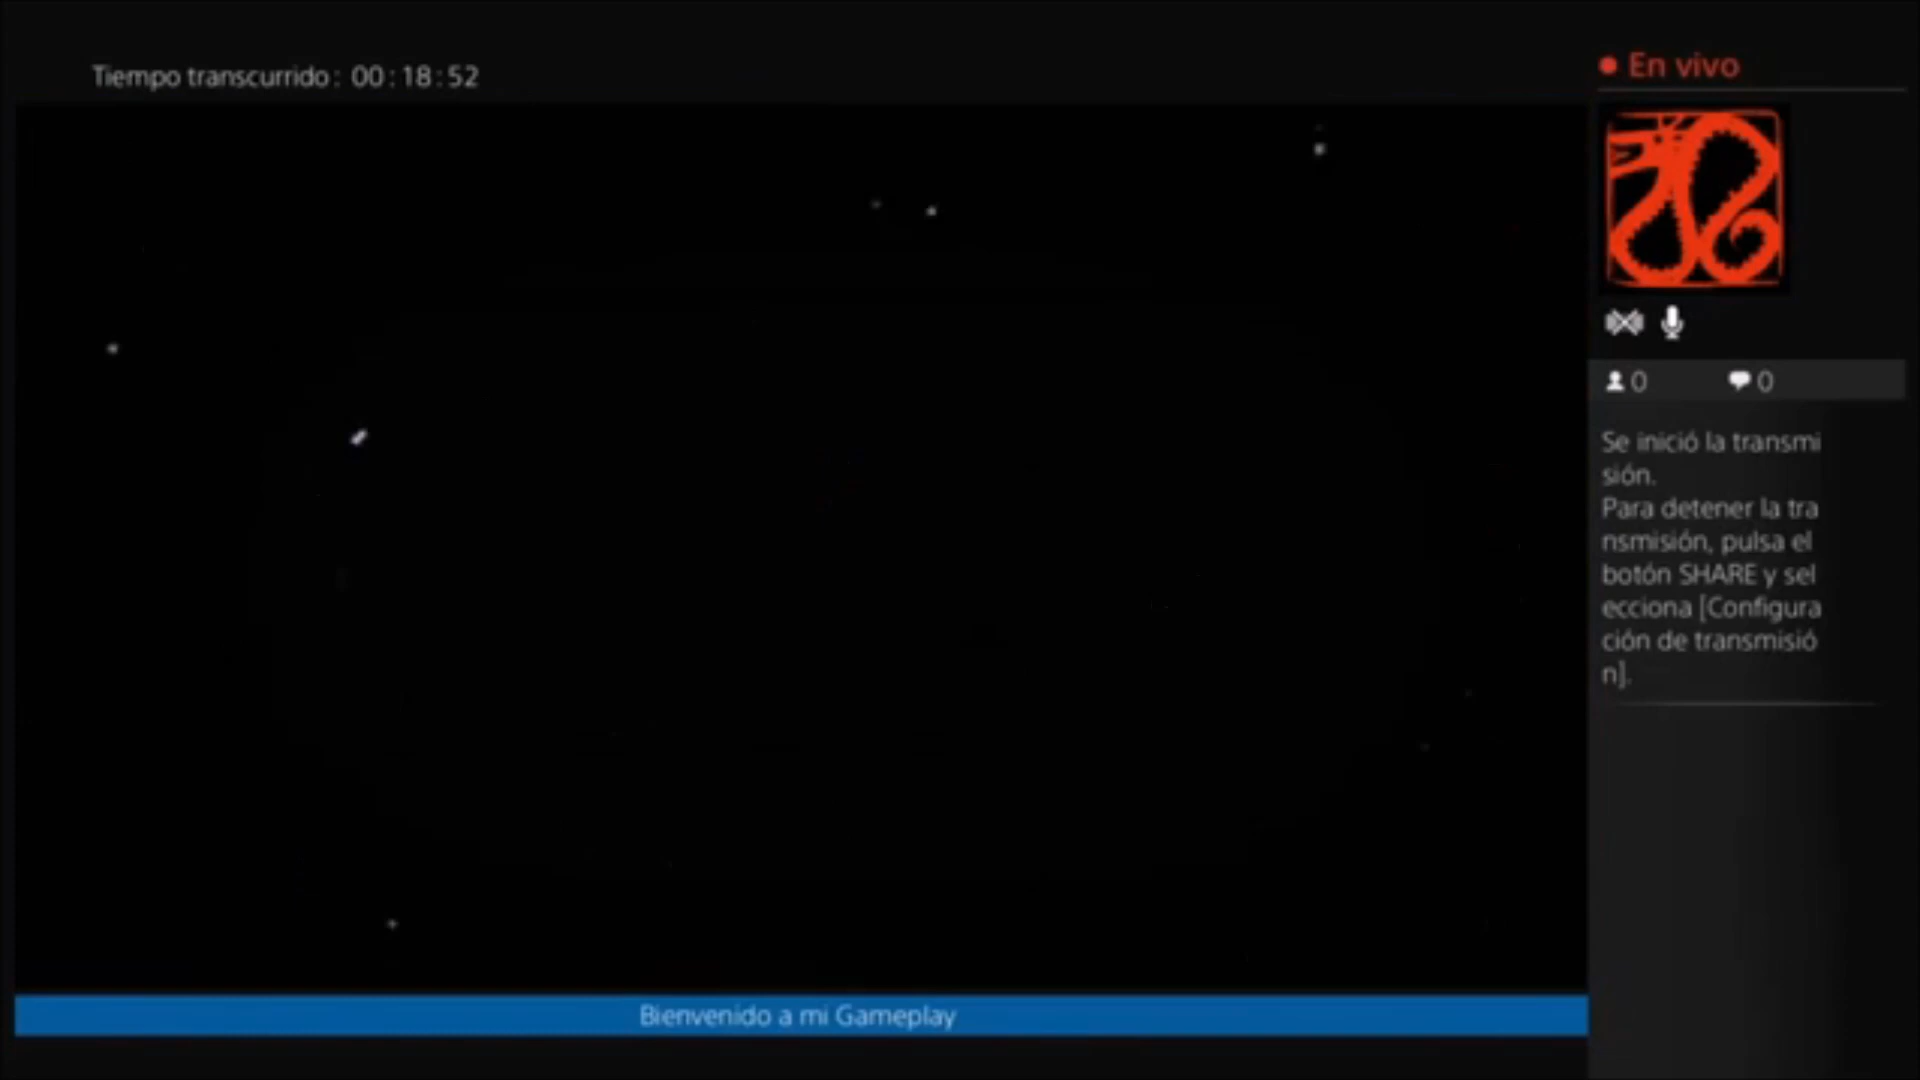 Tiempo transcurrido: 00:18:52
En vivo
0 0
Se inició la transmi
sión.
Para detener la tra
nsmisión, pulsa el
botón SHARE y sel
ecciona [Configura
ción de transmisió
n].
Bienvenido a mi Gameplay